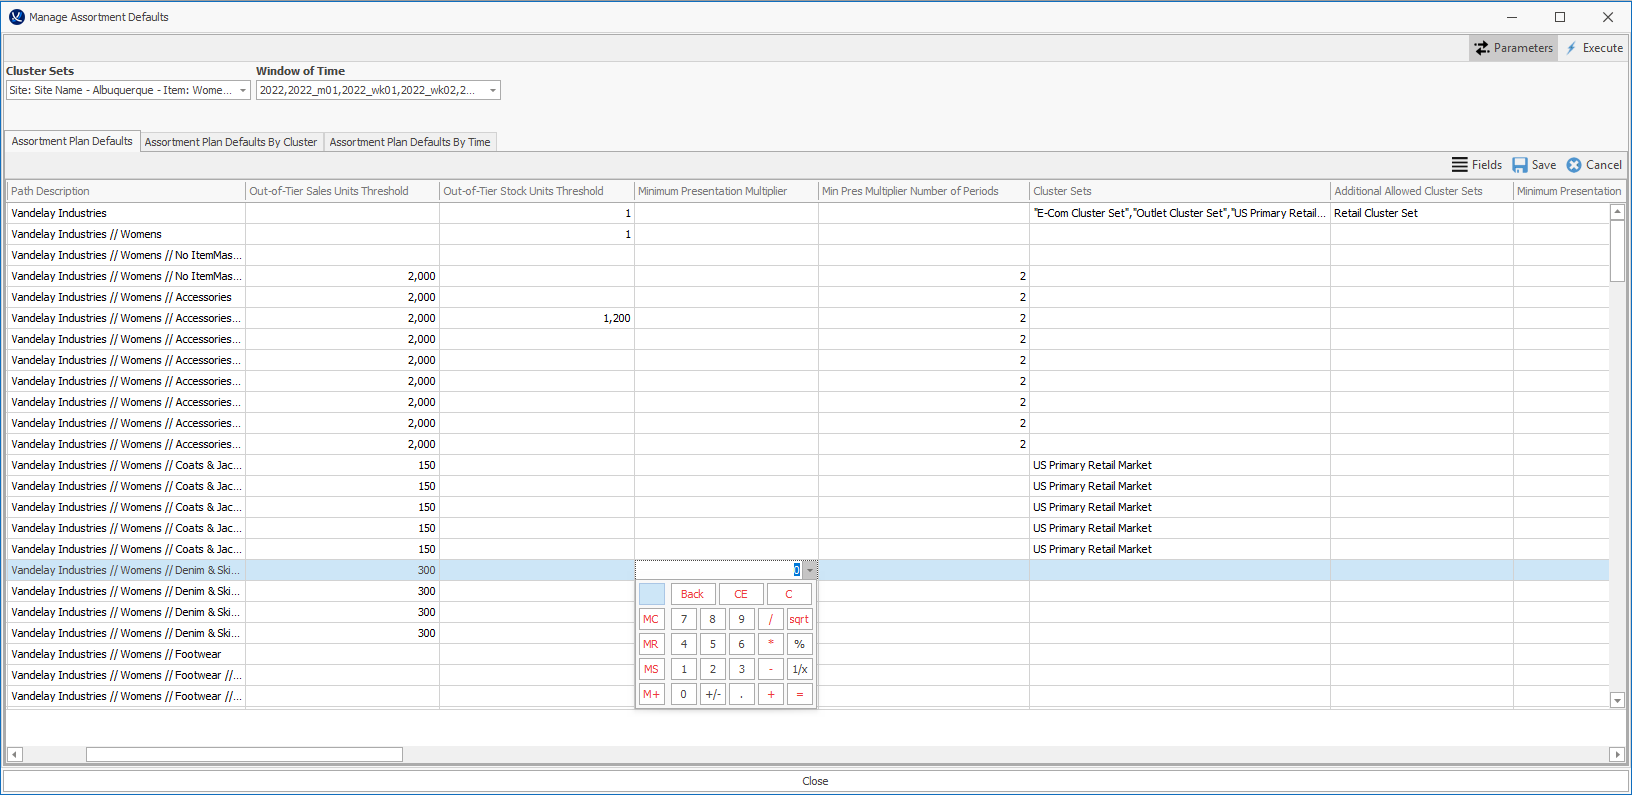 Manage Assortment Defaults
Parameters Execute
Cluster Sets Window of Time
Site: Site Name - Albuquerque - Item: Wome... 2022,2022_m01,2022_wk01,2022_wk02,2...
Assortment Plan Defaults Assortment Plan Defaults By Cluster Assortment Plan Defaults By Time
Fields Save Cancel
Path Description Out-of-Tier Sales Units Threshold Out-of-Tier Stock Units Threshold Minimum Presentation Multiplier Min Pres Multiplier Number of Periods Cluster Sets Additional Allowed Cluster Sets Minimum Presentation
Vandelay Industries 1 "E-Com Cluster Set","Outlet Cluster Set","US Primary Retail... Retail Cluster Set
Vandelay Industries // Womens 1
Vandelay Industries // Womens // No ItemMas...
Vandelay Industries // Womens // No ItemMas... 2,000 2
Vandelay Industries // Womens // Accessories 2,000 2
Vandelay Industries // Womens // Accessories... 2,000 1,200 2
Vandelay Industries // Womens // Accessories... 2,000 2
Vandelay Industries // Womens // Accessories... 2,000 2
Vandelay Industries // Womens // Accessories... 2,000 2
Vandelay Industries // Womens // Accessories... 2,000 2
Vandelay Industries // Womens // Accessories... 2,000 2
Vandelay Industries // Womens // Accessories... 2,000 2
Vandelay Industries // Womens // Coats & Jac... 150 US Primary Retail Market
Vandelay Industries // Womens // Coats & Jac... 150 US Primary Retail Market
Vandelay Industries // Womens // Coats & Jac... 150 US Primary Retail Market
Vandelay Industries // Womens // Coats & Jac... 150 US Primary Retail Market
Vandelay Industries // Womens // Coats & Jac... 150 US Primary Retail Market
Vandelay Industries // Womens // Denim & Ski... 300 0
Vandelay Industries // Womens // Denim & Ski... 300
Vandelay Industries // Womens // Denim & Ski... 300
Vandelay Industries // Womens // Denim & Ski... 300
Vandelay Industries // Womens // Footwear
Vandelay Industries // Womens // Footwear //...
Vandelay Industries // Womens // Footwear //...
Back CE C
MC 7 8 9 / sqrt
MR 4 5 6 * %
MS 1 2 3 - 1/x
M+ 0 +/- . + =
Close